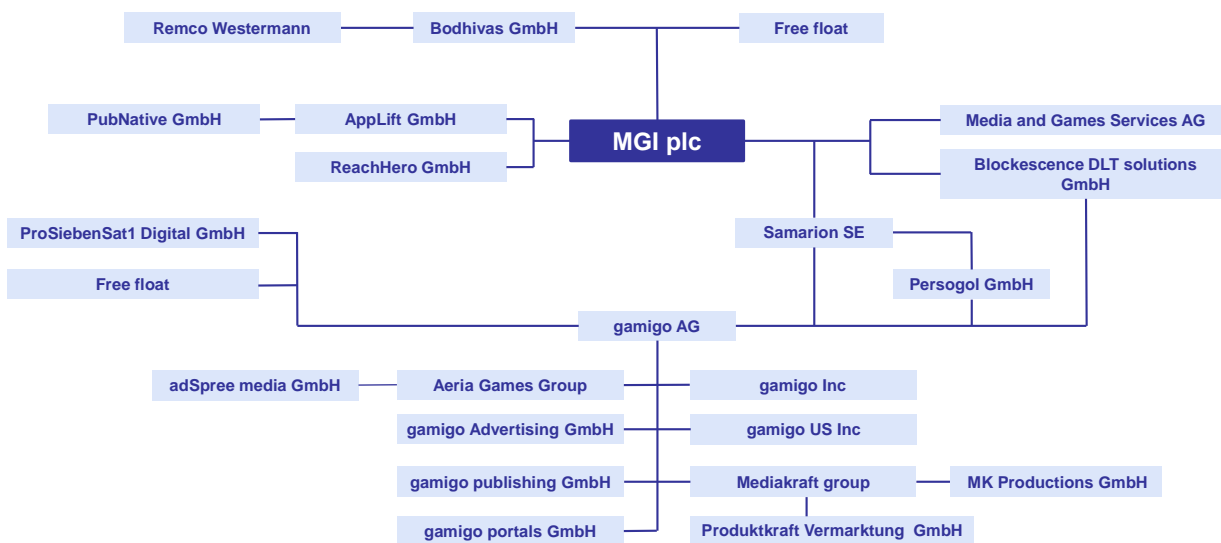 Remco Westermann
Bodhivas GmbH
Free float
PubNative GmbH
AppLift GmbH
MGI plc
Media and Games Services AG
ReachHero GmbH
Blockescence DLT solutions
GmbH
ProSiebenSat1 Digital GmbH
Samarion SE
Free float
Persogol GmbH
gamigo AG
adSpree media GmbH
Aeria Games Group
gamigo Inc
gamigo Advertising GmbH
gamigo US Inc
gamigo publishing GmbH
Mediakraft group
MK Productions GmbH
gamigo portals GmbH
Produktkraft Vermarktung GmbH